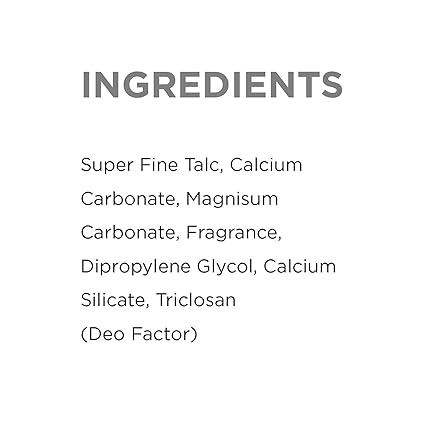 INGREDIENTS
Super Fine Talc, Calcium
Carbonate, Magnisum
Carbonate, Fragrance,
Dipropylene Glycol, Calcium
Silicate, Triclosan
(Deo Factor)